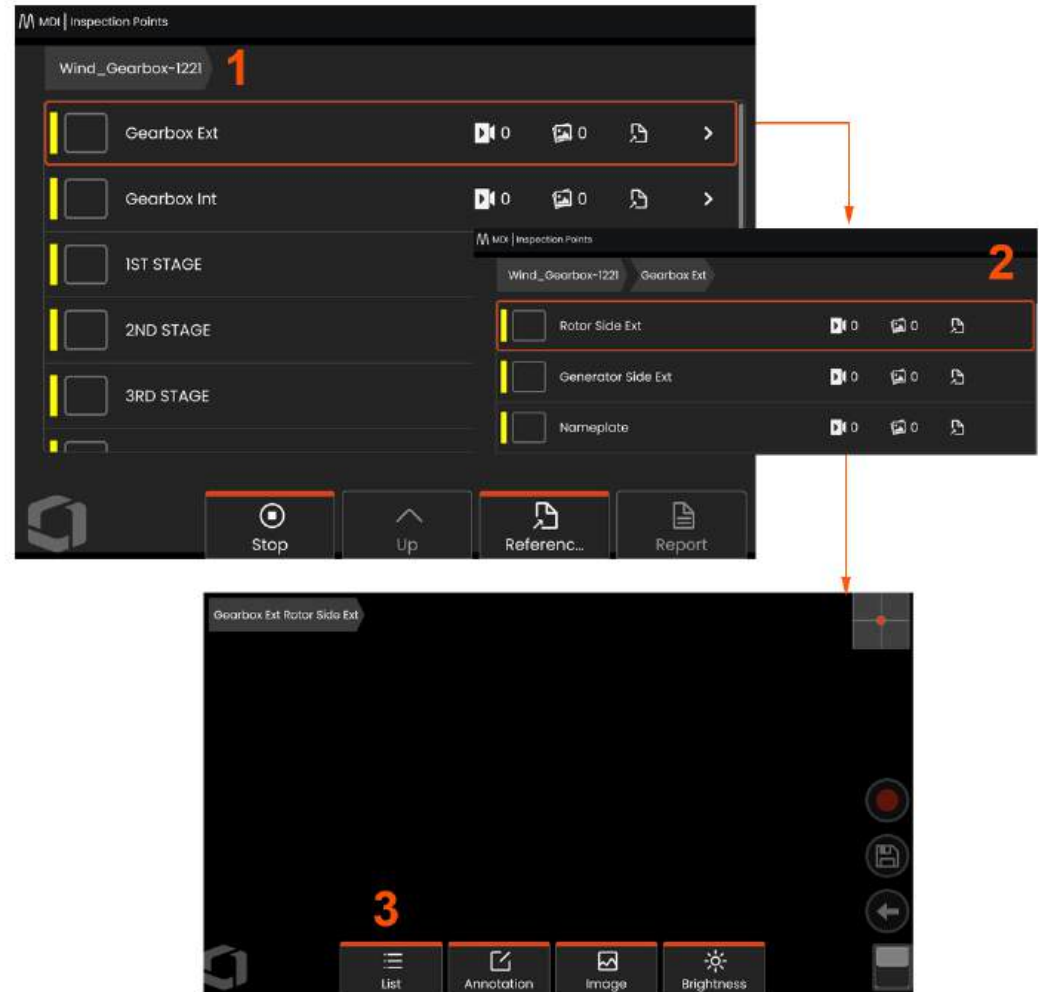 MDI | Inspection Points
Wind_Gearbox-1221
1
Gearbox Ext 0 0
Gearbox Int 0 0
1ST STAGE
2ND STAGE
3RD STAGE
Stop Up Referenc... Report
MDI | Inspection Points
2
Wind_Gearbox-1221 Gearbox Ext
Rotor Side Ext 0 0
Generator Side Ext 0 0
Nameplate 0 0
Gearbox Ext Rotor Side Ext
3
List Annotation Image Brightness